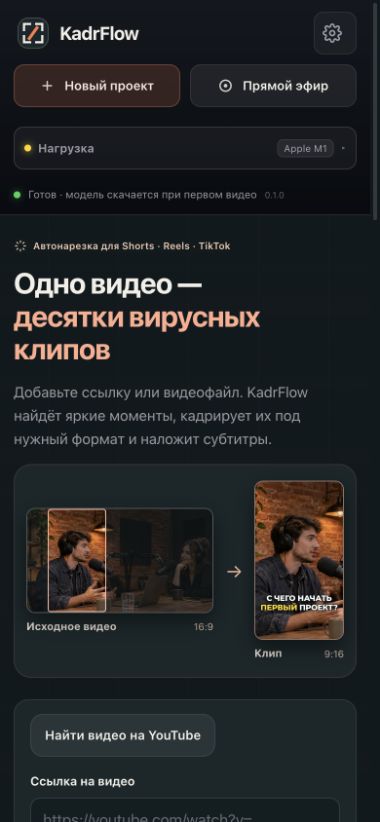 KadrFlow
Новый проект
Прямой эфир
Нагрузка
Apple M1
Готов · модель скачается при первом видео 0.1.0
Автонарезка для Shorts · Reels · TikTok
Одно видео —
десятки вирусных
клипов
Добавьте ссылку или видеофайл. KadrFlow
найдёт яркие моменты, кадрирует их под
нужный формат и наложит субтитры.
С ЧЕГО НАЧАТЬ
ПЕРВЫЙ ПРОЕКТ?
Исходное видео 16:9
Клип 9:16
Найти видео на YouTube
Ссылка на видео
https://youtube.com/watch?v=